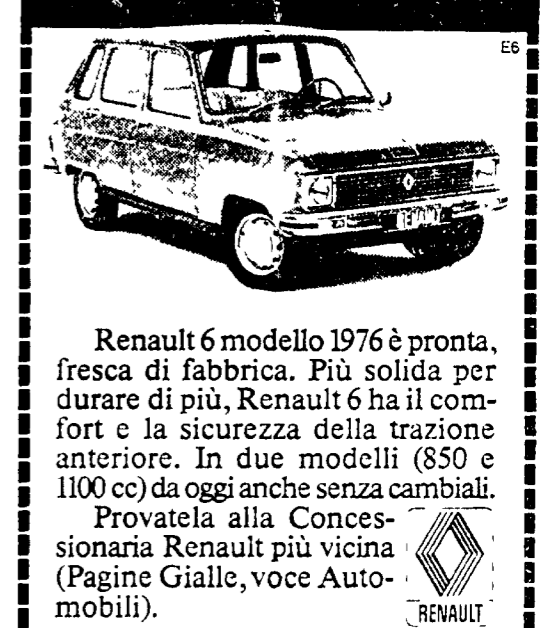 E6
Renault 6 modello 1976 è pronta,
fresca di fabbrica. Più solida per
durare di più, Renault 6 ha il com-
fort e la sicurezza della trazione
anteriore. In due modelli (850 e
1100 cc) da oggi anche senza cambiali.
Provatela alla Conces-
sionaria Renault più vicina
(Pagine Gialle, voce Auto-
mobili).
RENAULT